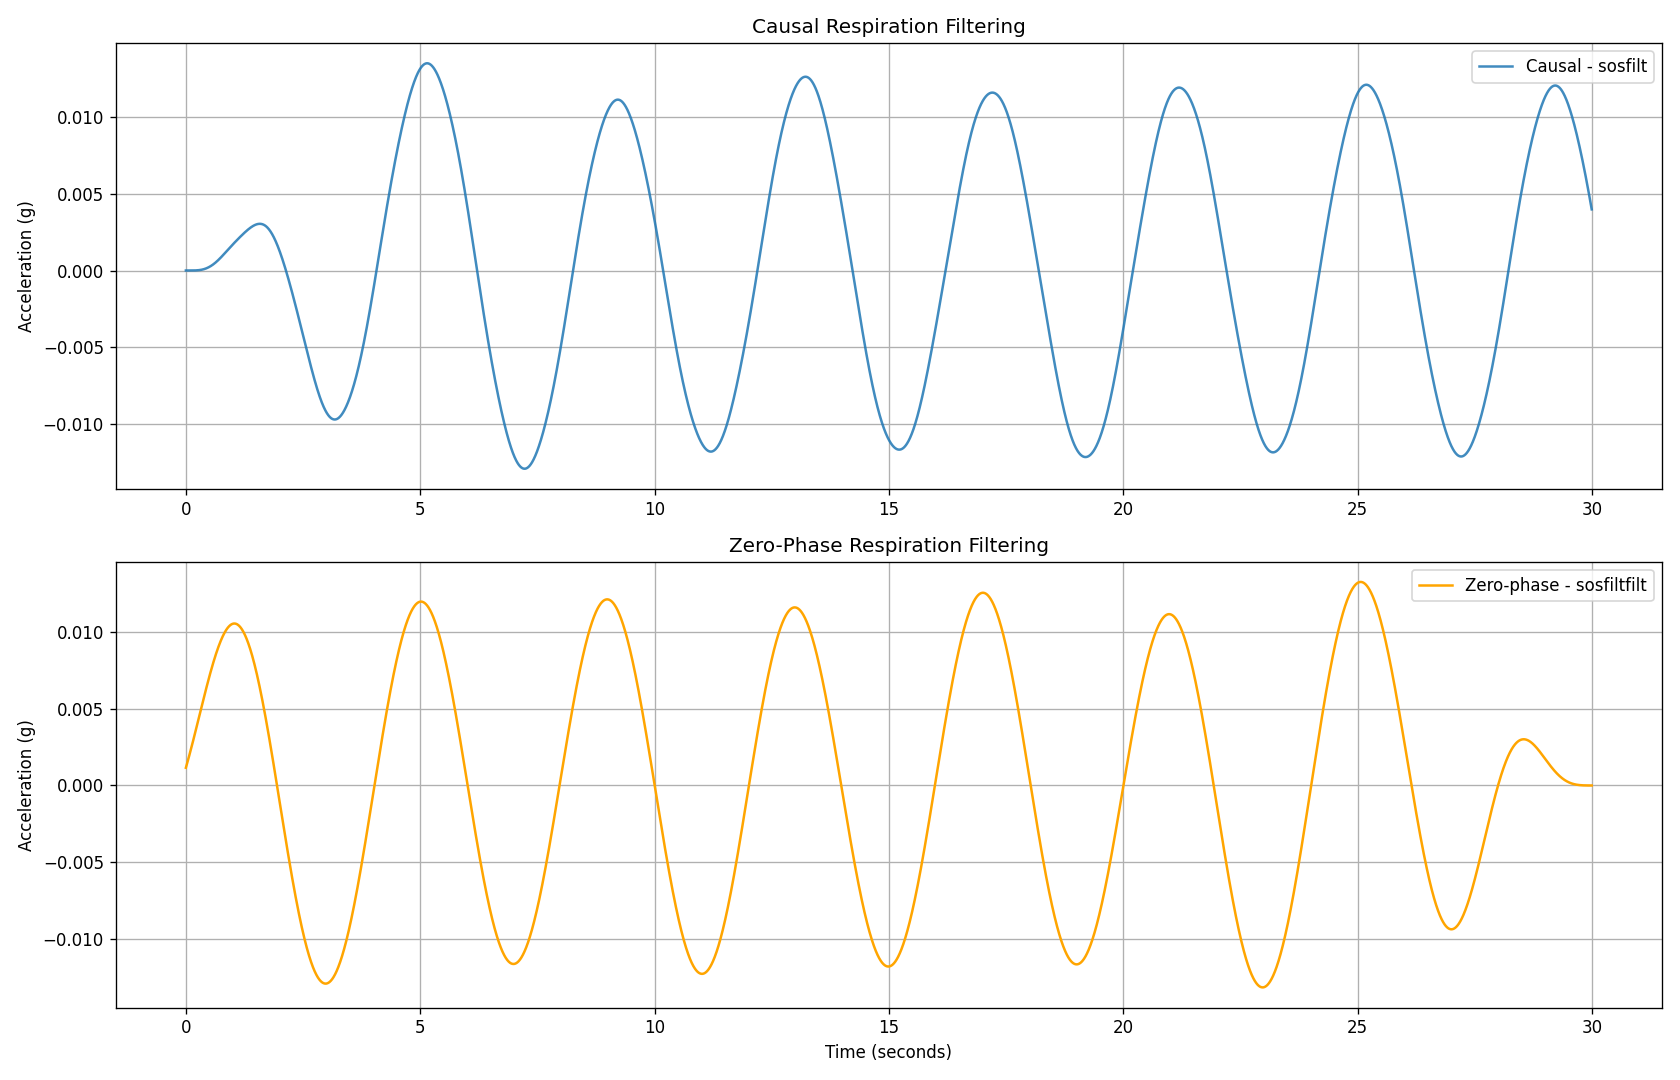 Causal Respiration Filtering
Causal - sosfilt
Acceleration (g)
0.010
0.005
0.000
−0.005
−0.010
0 5 10 15 20 25 30
Zero-Phase Respiration Filtering
Zero-phase - sosfiltfilt
Acceleration (g)
0.010
0.005
0.000
−0.005
−0.010
0 5 10 15 20 25 30
Time (seconds)